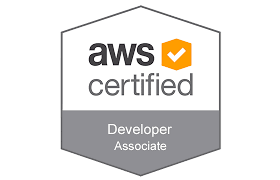 aws
certified
Developer
Associate